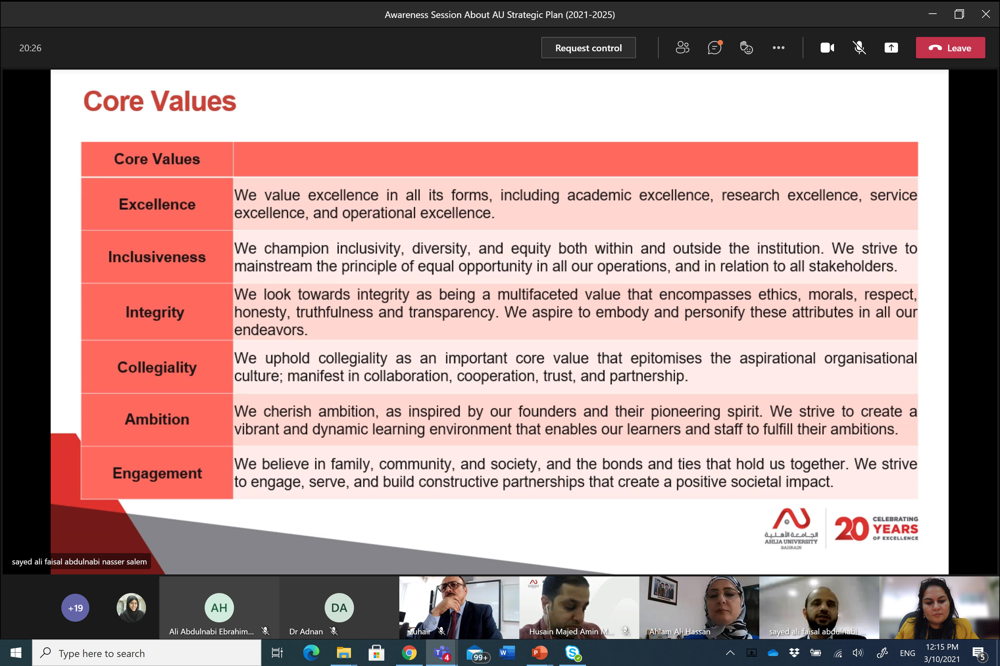 Awareness Session About AU Strategic Plan (2021-2025)
20:26
Request control
Leave
Core Values
Core Values
Excellence
We value excellence in all its forms, including academic excellence, research excellence, service
excellence, and operational excellence.
Inclusiveness
We champion inclusivity, diversity, and equity both within and outside the institution. We strive to
mainstream the principle of equal opportunity in all our operations, and in relation to all stakeholders.
Integrity
We look towards integrity as being a multifaceted value that encompasses ethics, morals, respect,
honesty, truthfulness and transparency. We aspire to embody and personify these attributes in all our
endeavors.
Collegiality
We uphold collegiality as an important core value that epitomises the aspirational organisational
culture; manifest in collaboration, cooperation, trust, and partnership.
Ambition
We cherish ambition, as inspired by our founders and their pioneering spirit. We strive to create a
vibrant and dynamic learning environment that enables our learners and staff to fulfill their ambitions.
Engagement
We believe in family, community, and society, and the bonds and ties that hold us together. We strive
to engage, serve, and build constructive partnerships that create a positive societal impact.
الجامعة الأهلية
AHLIA UNIVERSITY
BAHRAIN
20
CELEBRATING
YEARS
OF EXCELLENCE
sayed ali faisal abdulnabi nasser salem
+19
AH
Ali Abdulnabi Ebrahim...
DA
Dr Adnan
zuhair
Husain Majed Amin M...
Ahlam Ali Hassan
sayed ali faisal abdulnabi ...
Type here to search
4
99+
ENG
12:15 PM
3/10/2021
5